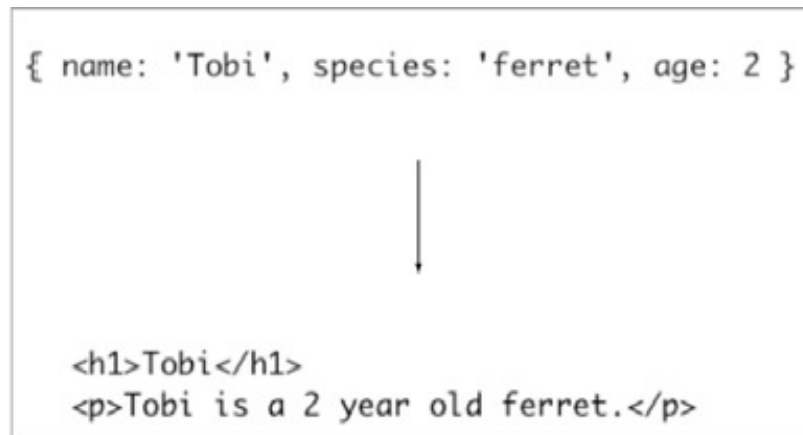 { name: 'Tobi', species: 'ferret', age: 2 }
<h1>Tobi</h1>
<p>Tobi is a 2 year old ferret.</p>